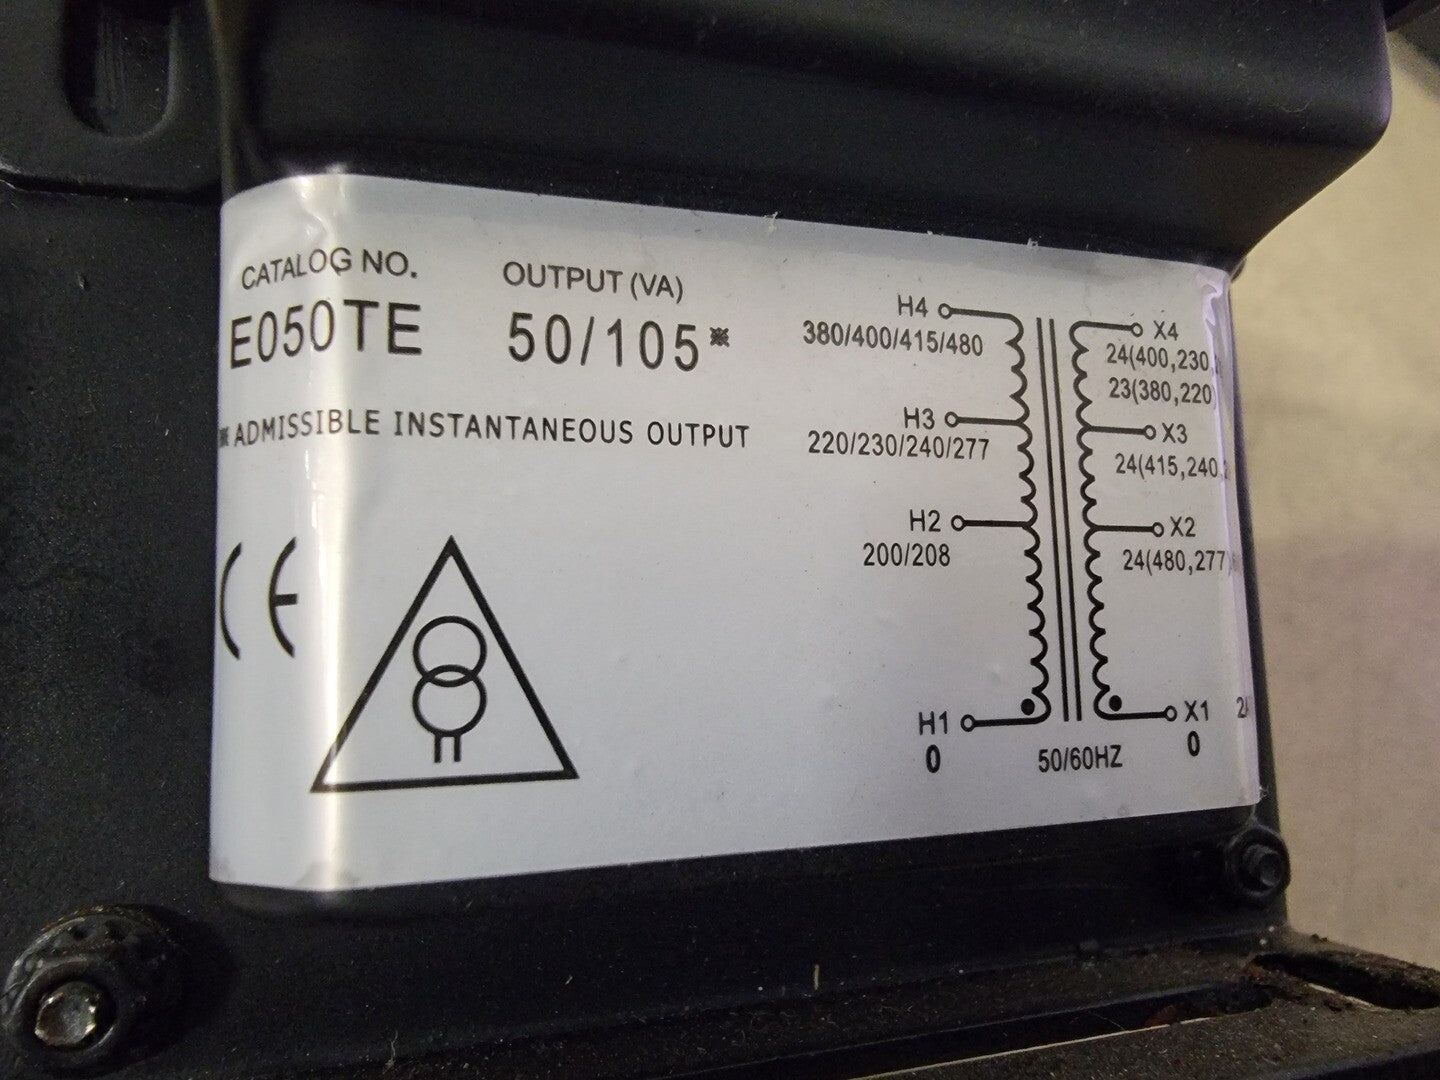 CATALOG NO.
E050TE
OUTPUT (VA)
50/105※
※ ADMISSIBLE INSTANTANEOUS OUTPUT
CE
H4
380/400/415/480
H3
220/230/240/277
H2
200/208
H1
0
50/60HZ
X4
24(400,230,
23(380,220
X3
24(415,240,
X2
24(480,277
X1
0